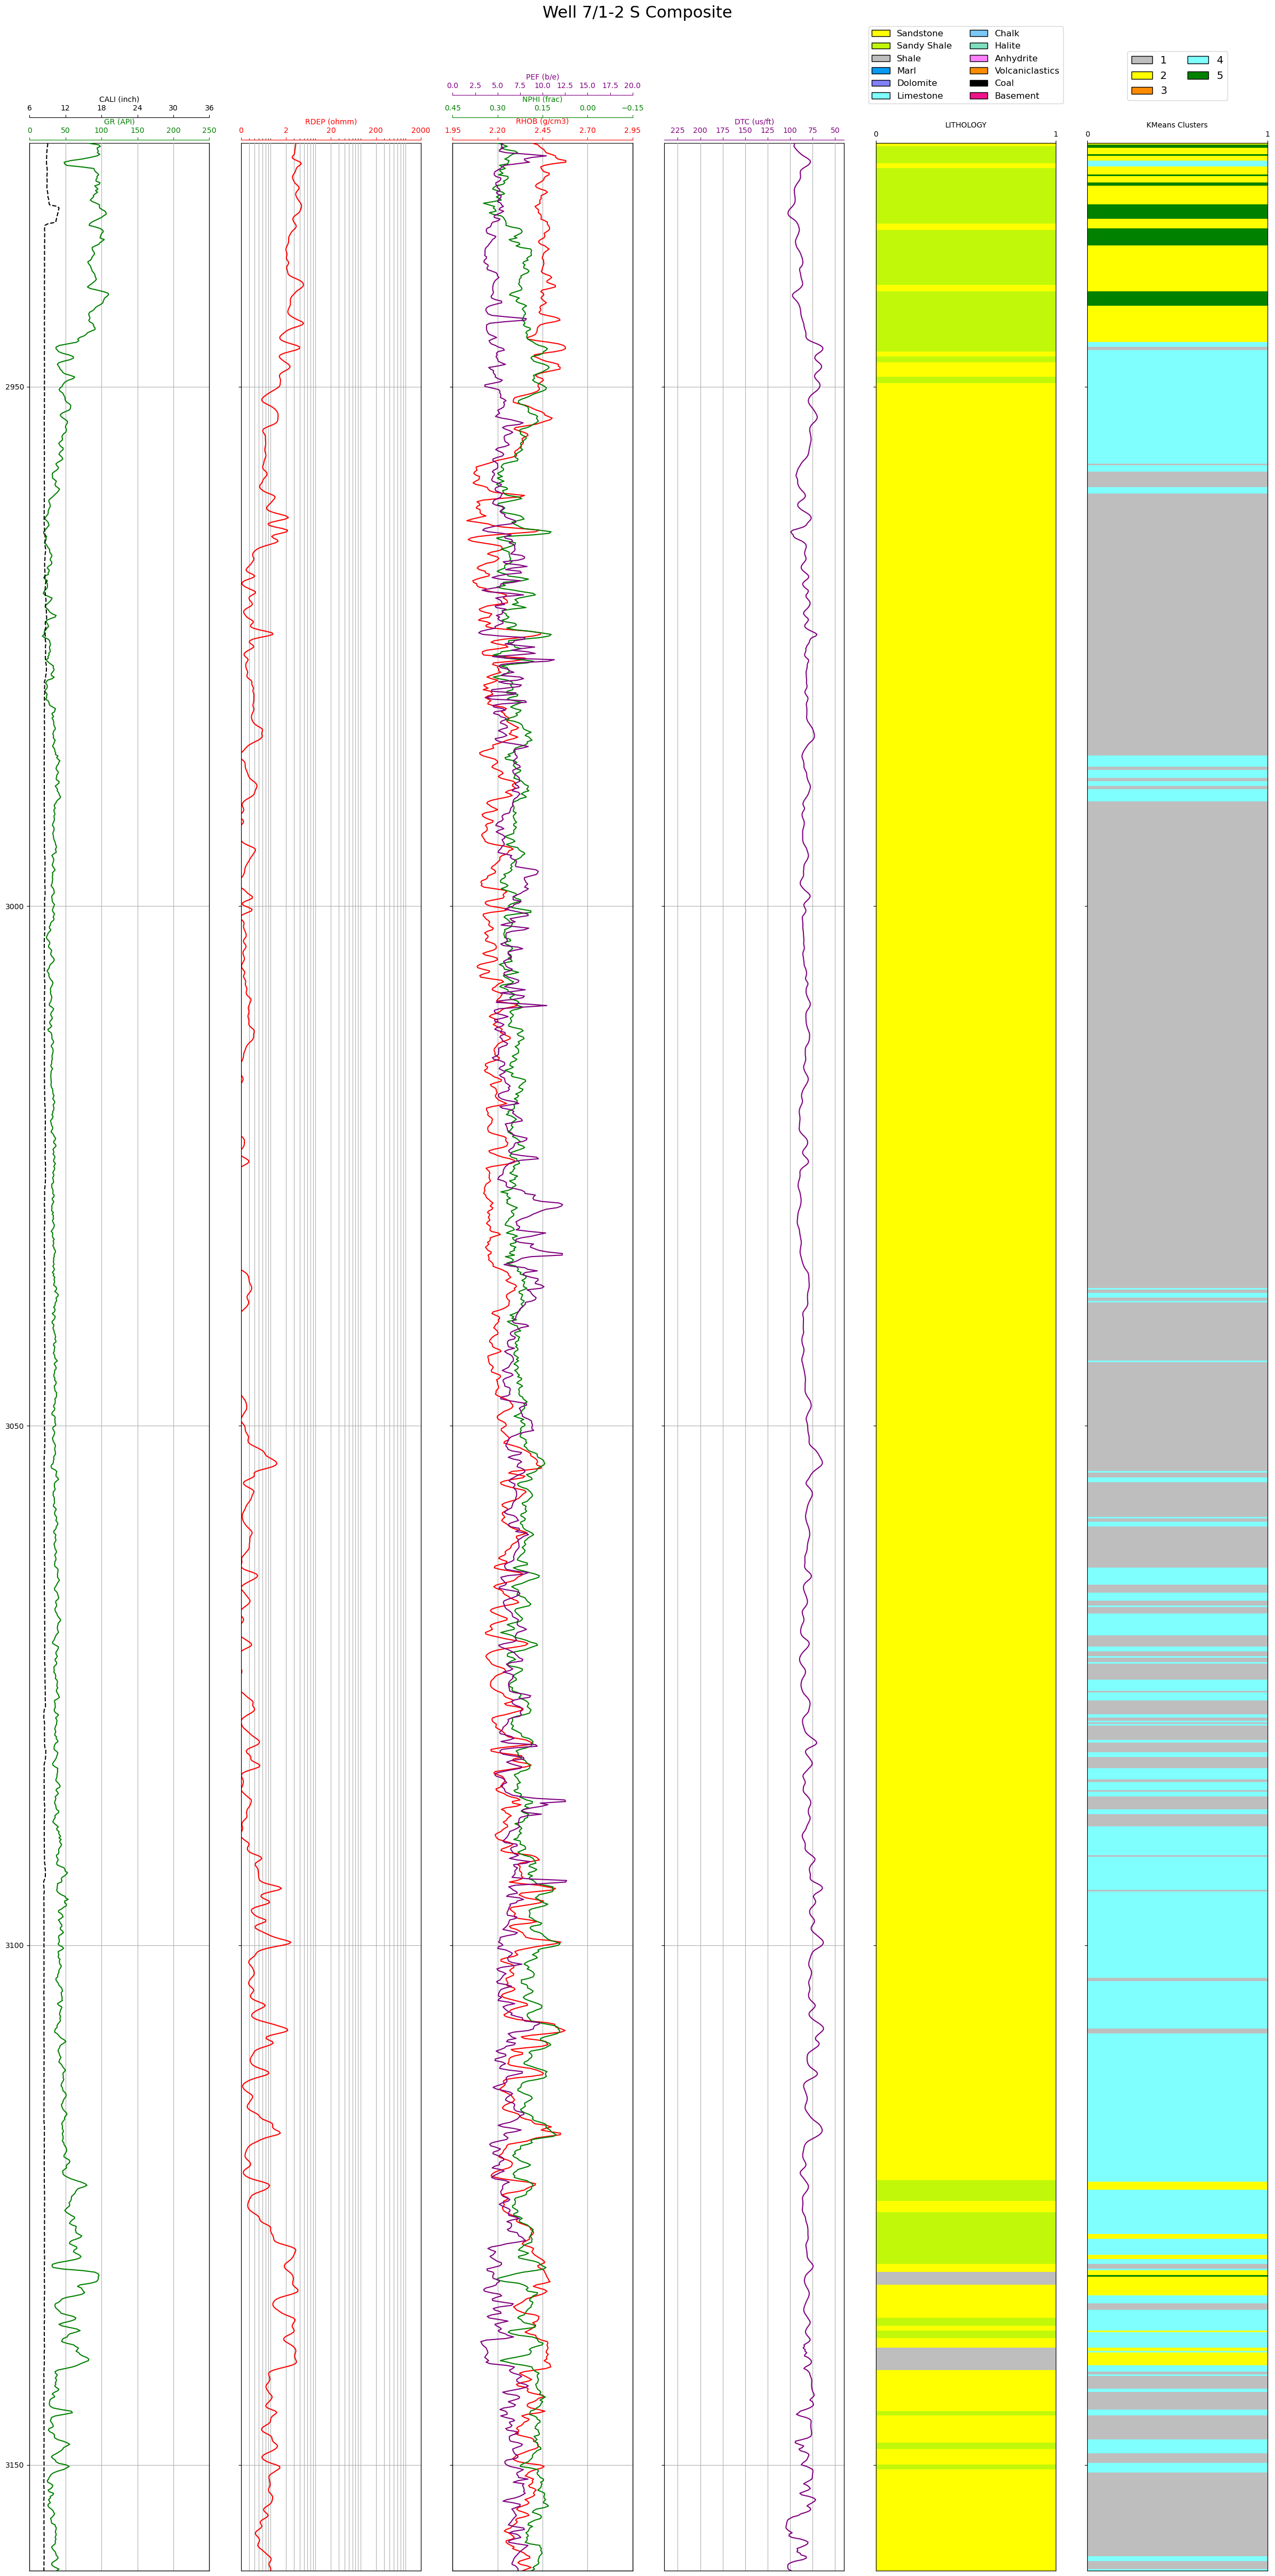 Well 7/1-2 S Composite
Sandstone Chalk
Sandy Shale Halite
Shale Anhydrite
Marl Volcaniclastics
Dolomite Coal
Limestone Basement
1 4
2 5
3
PEF (b/e)
0.0 2.5 5.0 7.5 10.0 12.5 15.0 17.5 20.0
CALI (inch)
6 12 18 24 30 36
NPHI (frac)
0.45 0.30 0.15 0.00 −0.15
GR (API)
0 50 100 150 200 250
RDEP (ohmm)
0 2 20 200 2000
RHOB (g/cm3)
1.95 2.20 2.45 2.70 2.95
DTC (us/ft)
225 200 175 150 125 100 75 50
LITHOLOGY
0 1
KMeans Clusters
0 1
2950
3000
3050
3100
3150